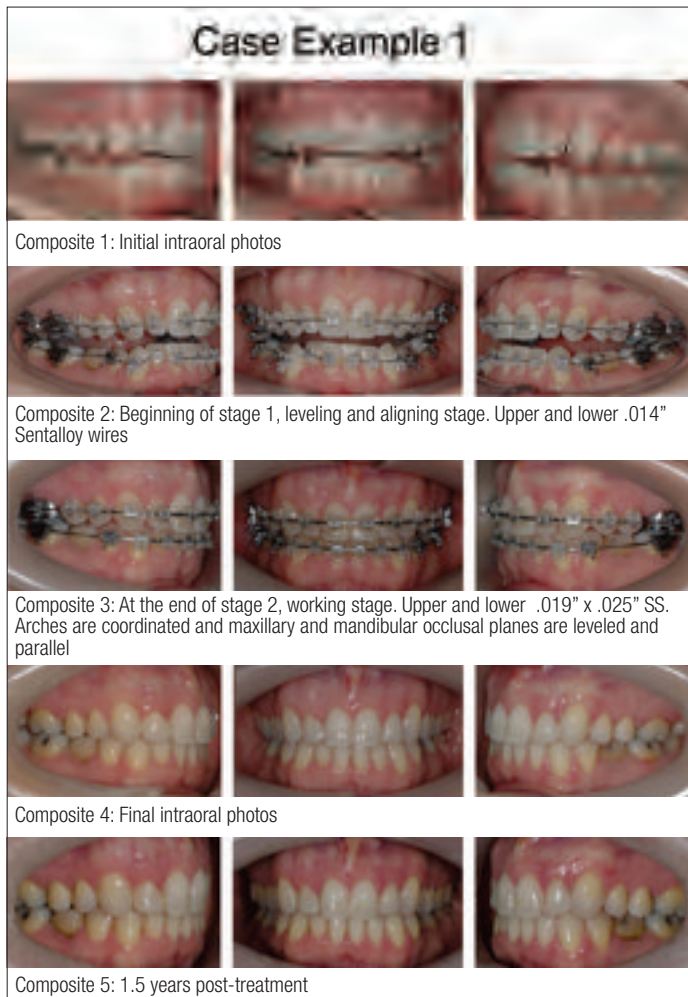 Case Example 1
Composite 1: Initial intraoral photos
Composite 2: Beginning of stage 1, leveling and aligning stage. Upper and lower .014”
Sentalloy wires
Composite 3: At the end of stage 2, working stage. Upper and lower .019” x .025” SS.
Arches are coordinated and maxillary and mandibular occlusal planes are leveled and
parallel
Composite 4: Final intraoral photos
Composite 5: 1.5 years post-treatment